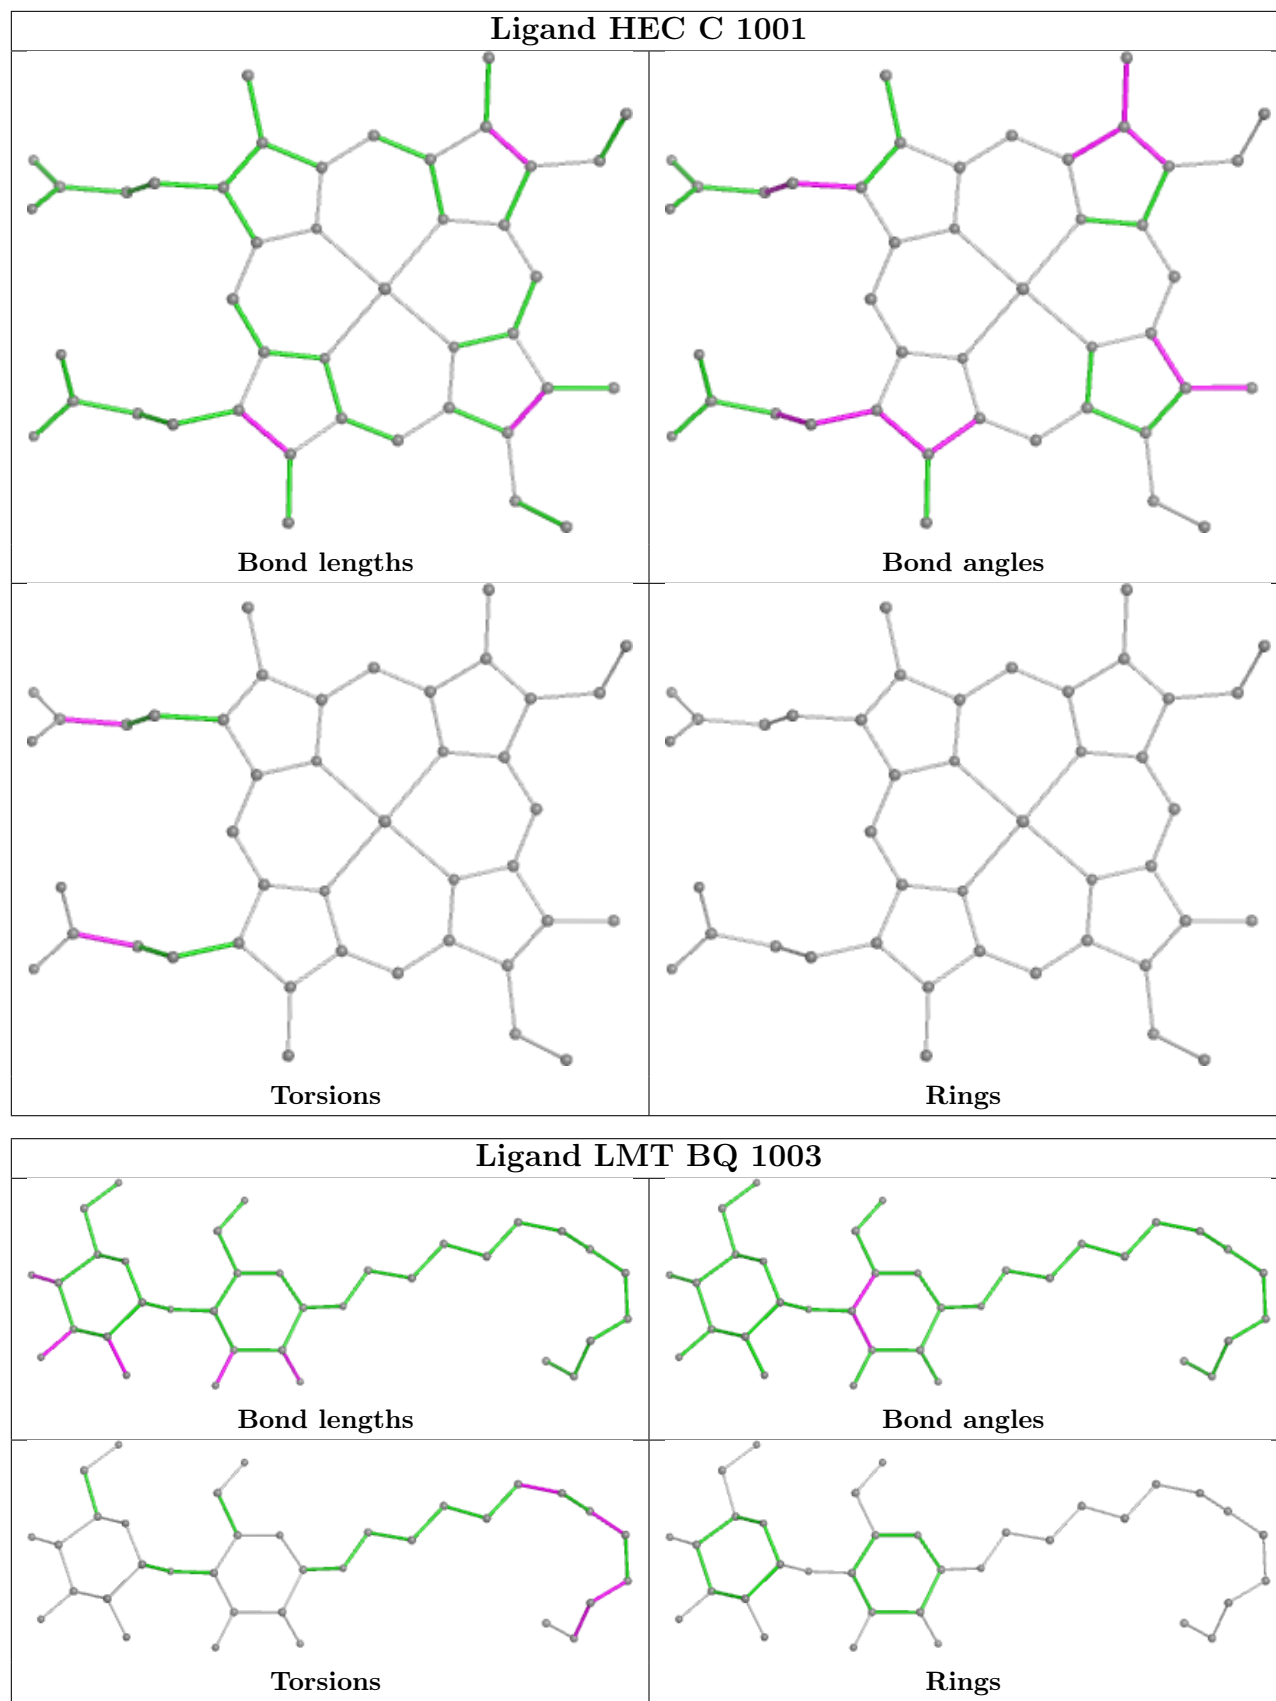 Ligand HEC C 1001
Bond lengths
Bond angles
Torsions
Rings
Ligand LMT BQ 1003
Bond lengths
Bond angles
Torsions
Rings